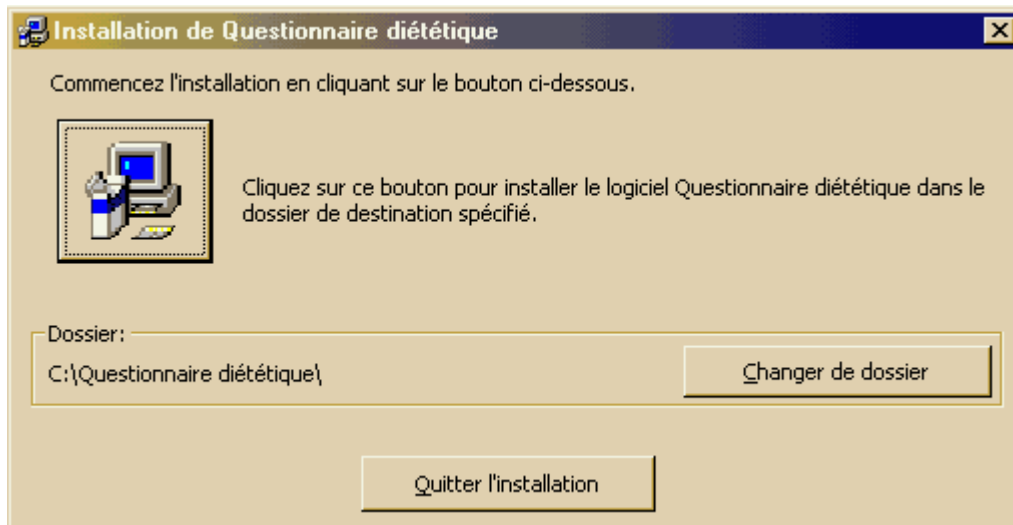 Installation de Questionnaire diététique
Commencez l'installation en cliquant sur le bouton ci-dessous.
Cliquez sur ce bouton pour installer le logiciel Questionnaire diététique dans le
dossier de destination spécifié.
Dossier:
C:\Questionnaire diététique\
Changer de dossier
Quitter l'installation